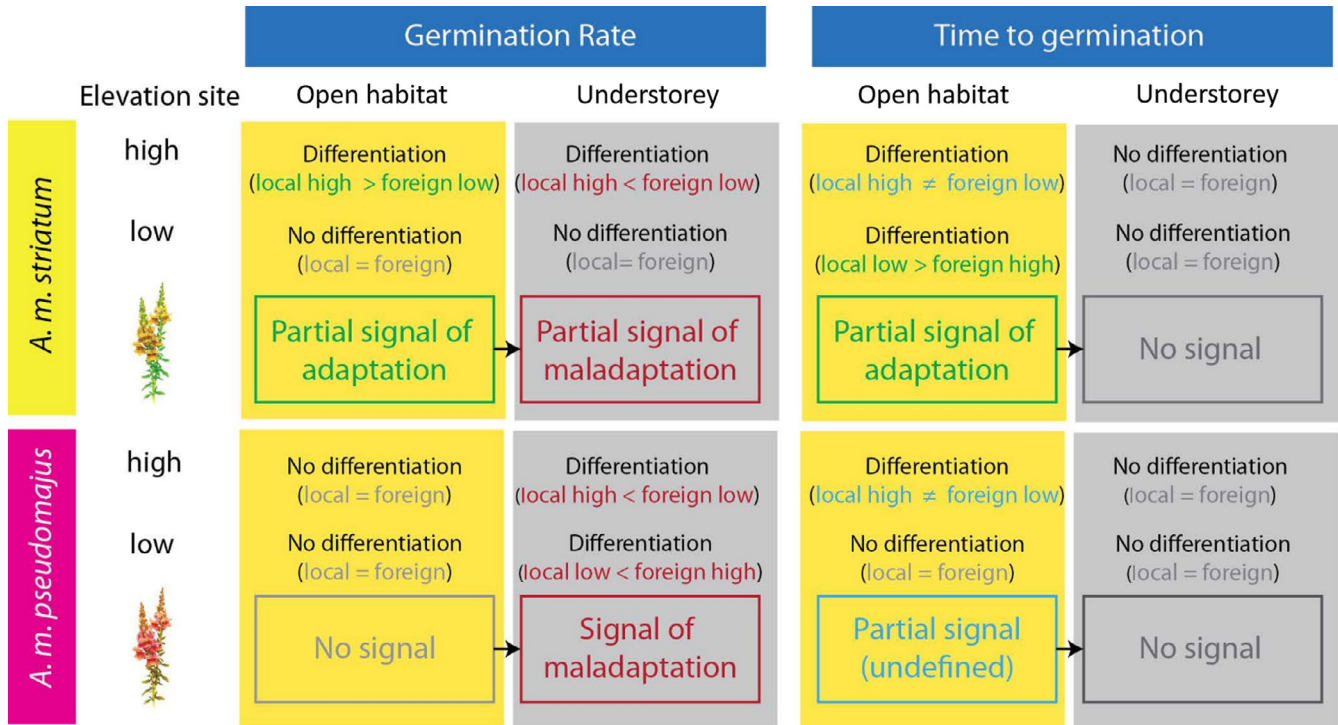 Germination Rate
Time to germination
Elevation site
Open habitat
Understorey
Open habitat
Understorey
A. m. striatum
high
Differentiation
(local high > foreign low)
Differentiation
(local high < foreign low)
Differentiation
(local high ≠ foreign low)
No differentiation
(local = foreign)
low
No differentiation
(local = foreign)
No differentiation
(local= foreign)
Differentiation
(local low > foreign high)
No differentiation
(local = foreign)
Partial signal of
adaptation
Partial signal of
maladaptation
Partial signal of
adaptation
No signal
A. m. pseudomajus
high
No differentiation
(local = foreign)
Differentiation
(local high < foreign low)
Differentiation
(local high ≠ foreign low)
No differentiation
(local = foreign)
low
No differentiation
(local = foreign)
Differentiation
(local low < foreign high)
No differentiation
(local = foreign)
No differentiation
(local = foreign)
No signal
Signal of
maladaptation
Partial signal
(undefined)
No signal